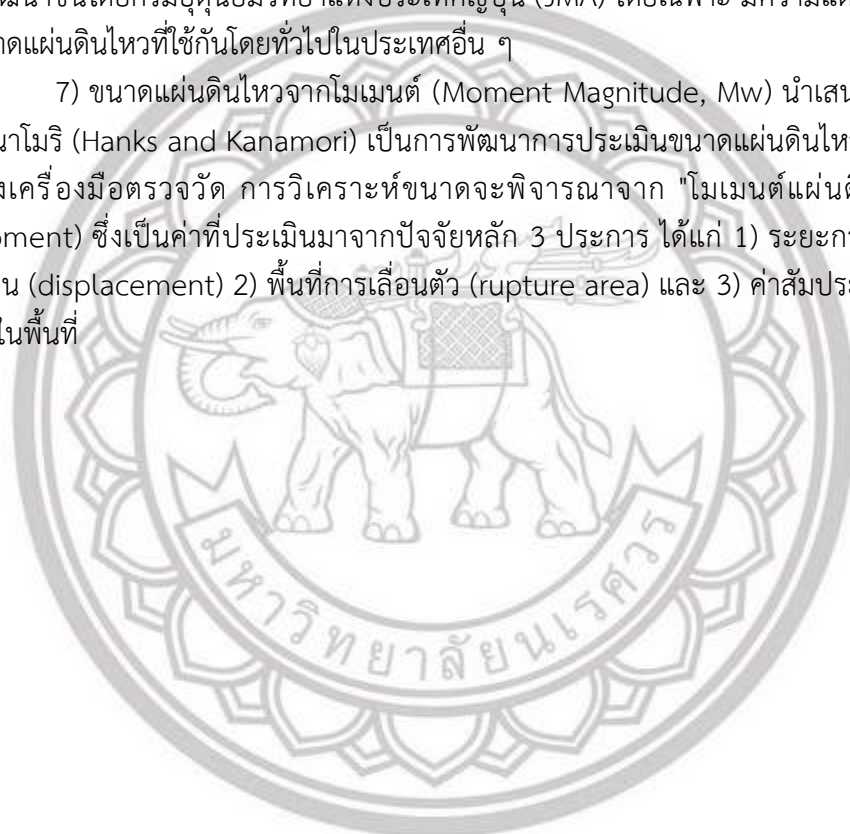 โดยกรมอุตุนิยมวิทยาแห่งประเทศญี่ปุ่น (JMA) โดยเฉพาะ
าดแผ่นดินไหวที่ใช้กันโดยทั่วไปในประเทศอื่น ๆ
7) ขนาดแผ่นดินไหวจากโมเมนต์ (Moment Magnitude, Mw) นำเสน
นาโมริ (Hanks and Kanamori) เป็นการพัฒนาการประเมินขนาดแผ่นดินไห
งเครื่องมือตรวจวัด การวิเคราะห์ขนาดจะพิจารณาจาก "โมเมนต์แผ่นดิ
oment) ซึ่งเป็นค่าที่ประเมินมาจากปัจจัยหลัก 3 ประการ ได้แก่ 1) ระยะกา
น (displacement) 2) พื้นที่การเลื่อนตัว (rupture area) และ 3) ค่าสัมประ
ในพื้นที่
มหาวิทยาลัยนเรศวร